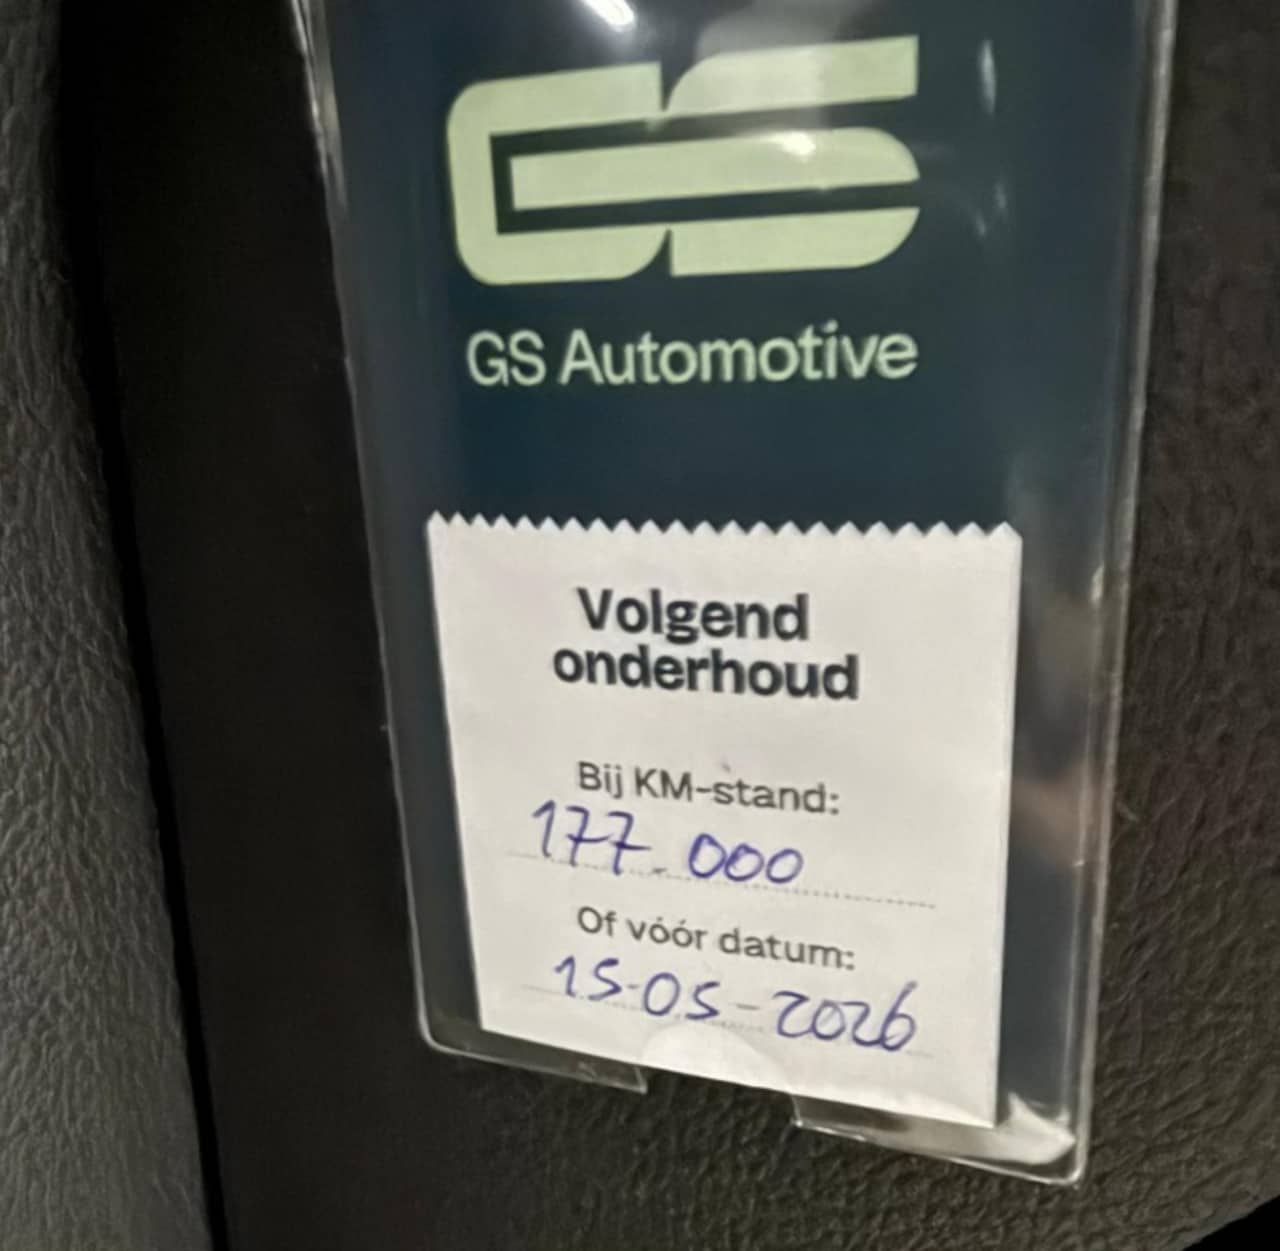 GS
GS Automotive
Volgend
onderhoud
Bij KM-stand:
177.000
Of vóór datum:
15-05-2026